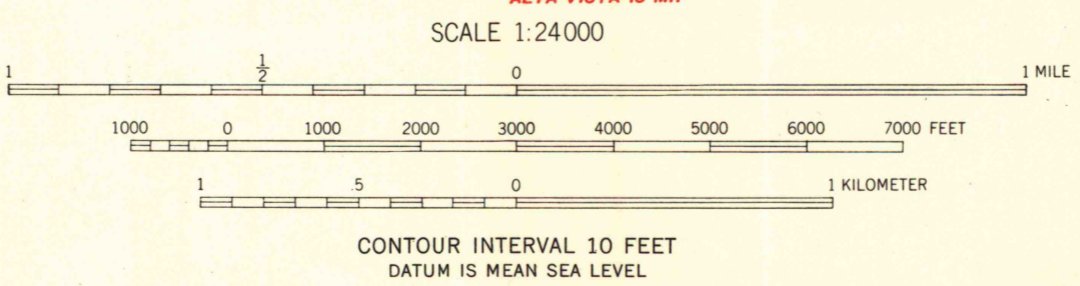 SCALE 1:24000
1 1/2 0 1 MILE
1000 0 1000 2000 3000 4000 5000 6000 7000 FEET
1 .5 0 1 KILOMETER
CONTOUR INTERVAL 10 FEET
DATUM IS MEAN SEA LEVEL